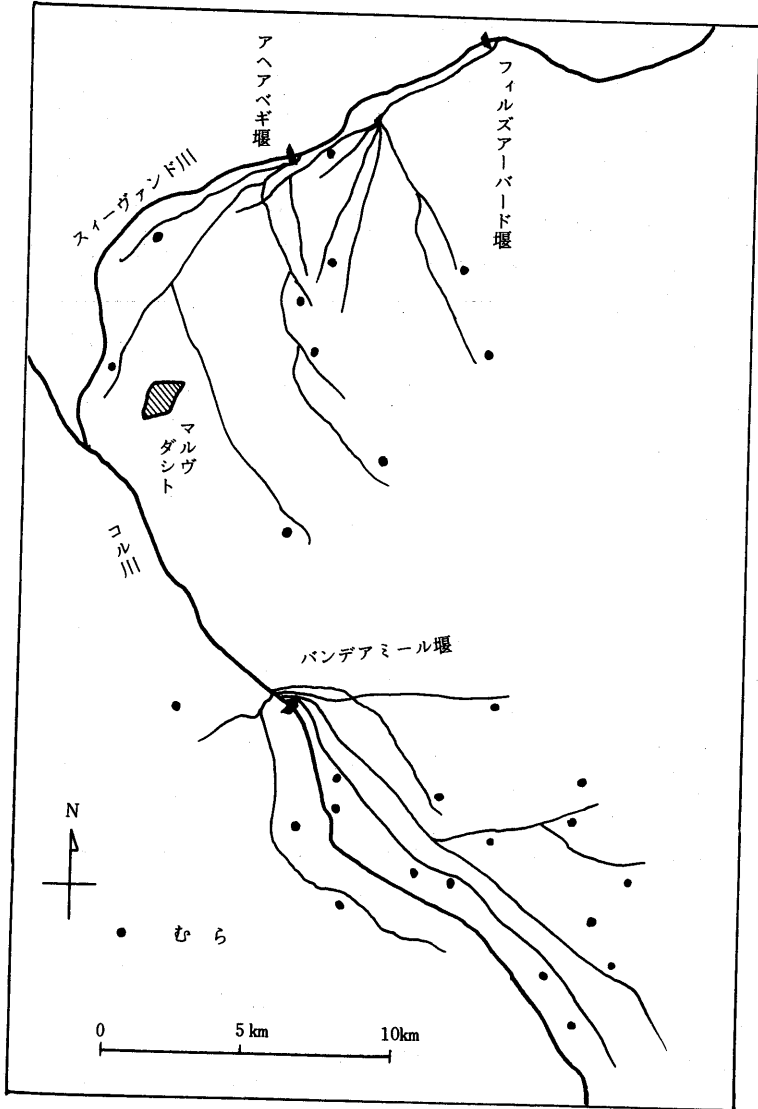 フィルズアーバード堰
アヘアベギ堰
スィーヴァンド川
マルヴ
ダシト
コル川
バンデアミール堰
N
むら
0 5km 10km